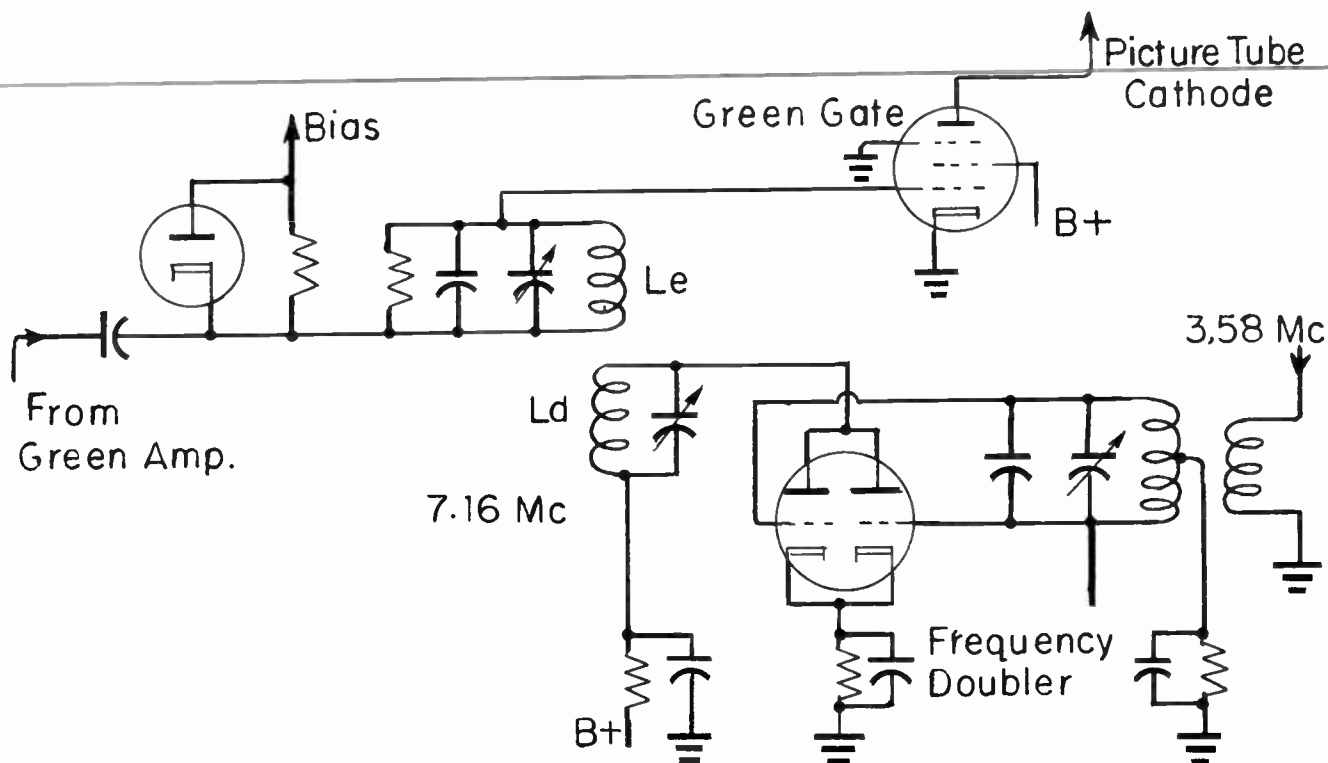 Picture Tube
Cathode
Green Gate
Bias
B+
Le
3,58 Mc
From
Green Amp.
Ld
7.16 Mc
Frequency
Doubler
B+